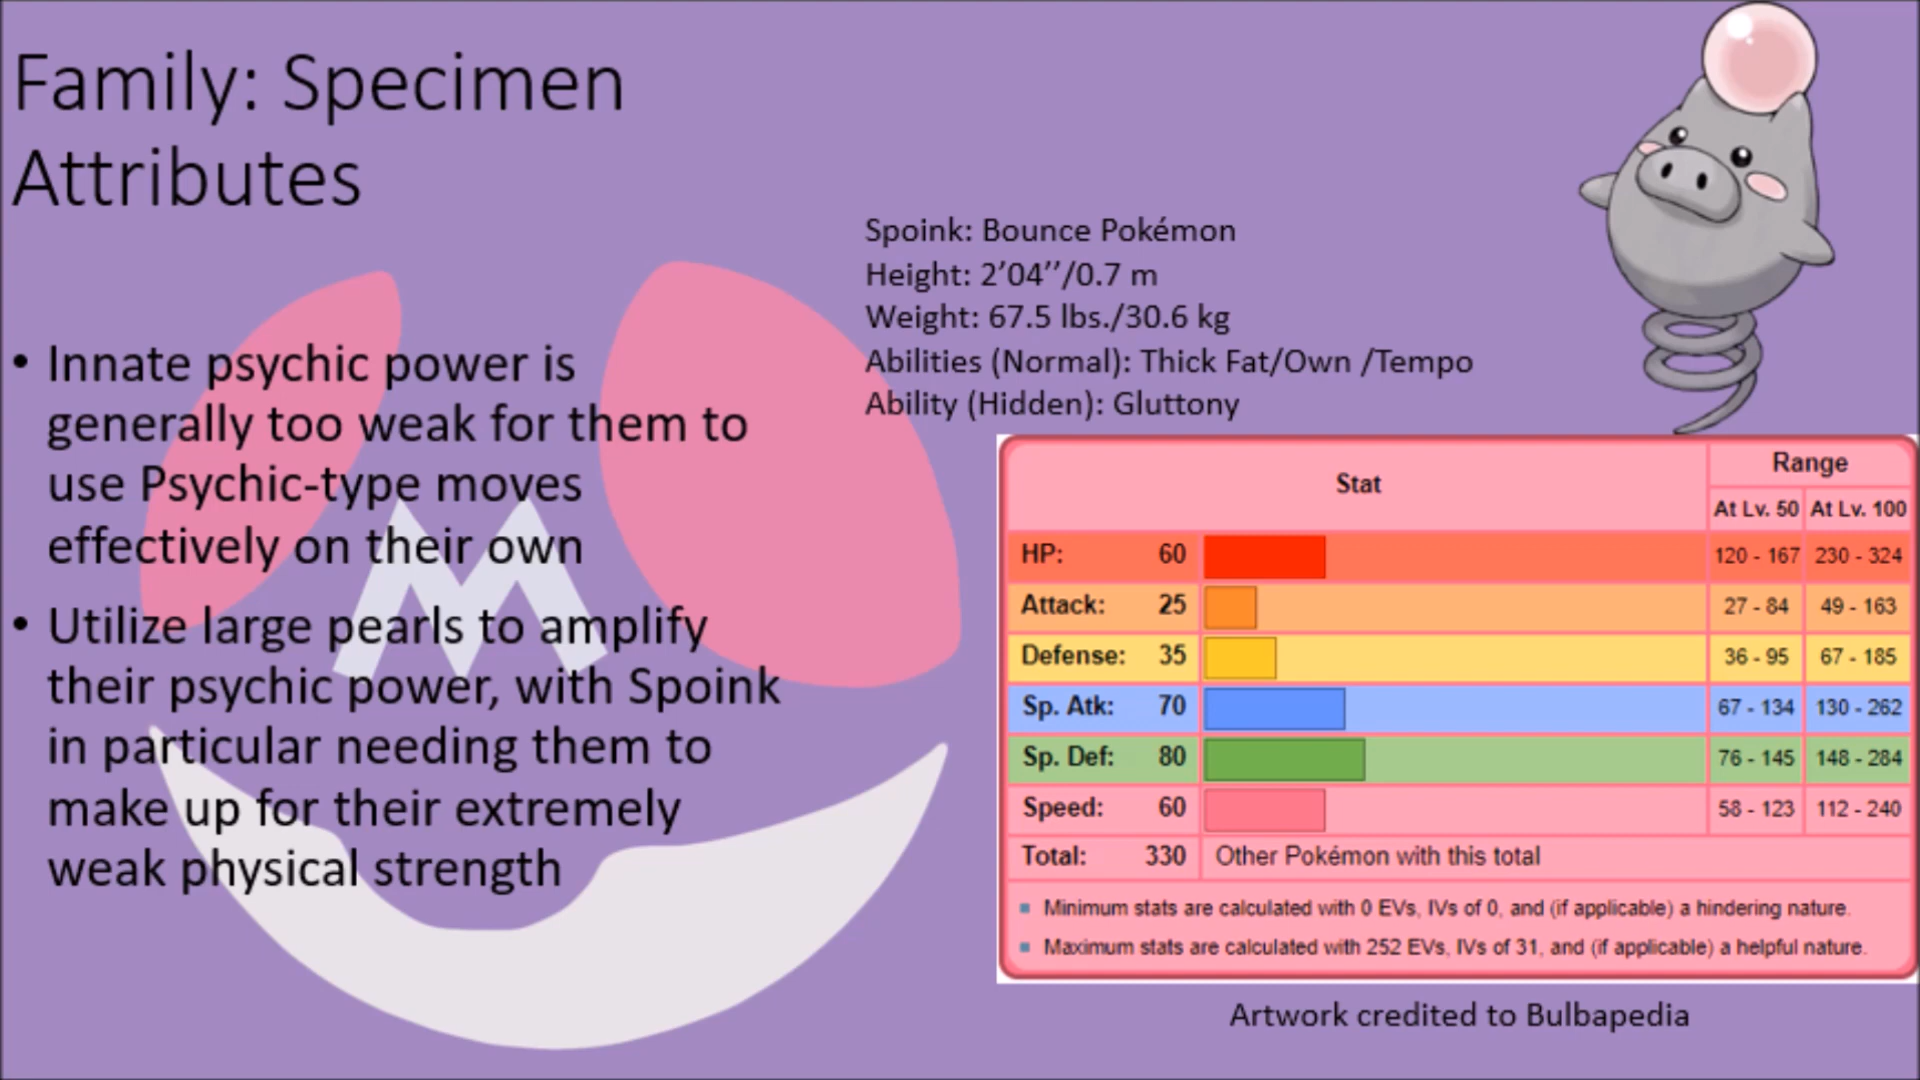 Family: Specimen
Attributes
• Innate psychic power is
generally too weak for them to
use Psychic-type moves
effectively on their own
• Utilize large pearls to amplify
their psychic power, with Spoink
in particular needing them to
make up for their extremely
weak physical strength
Spoink: Bounce Pokémon
Height: 2’04’’/0.7 m
Weight: 67.5 lbs./30.6 kg
Abilities (Normal): Thick Fat/Own /Tempo
Ability (Hidden): Gluttony
Stat Range
At Lv. 50 At Lv. 100
HP: 60 120 - 167 230 - 324
Attack: 25 27 - 84 49 - 163
Defense: 35 36 - 95 67 - 185
Sp. Atk: 70 67 - 134 130 - 262
Sp. Def: 80 76 - 145 148 - 284
Speed: 60 58 - 123 112 - 240
Total: 330 Other Pokémon with this total
Minimum stats are calculated with 0 EVs, IVs of 0, and (if applicable) a hindering nature.
Maximum stats are calculated with 252 EVs, IVs of 31, and (if applicable) a helpful nature.
Artwork credited to Bulbapedia
M